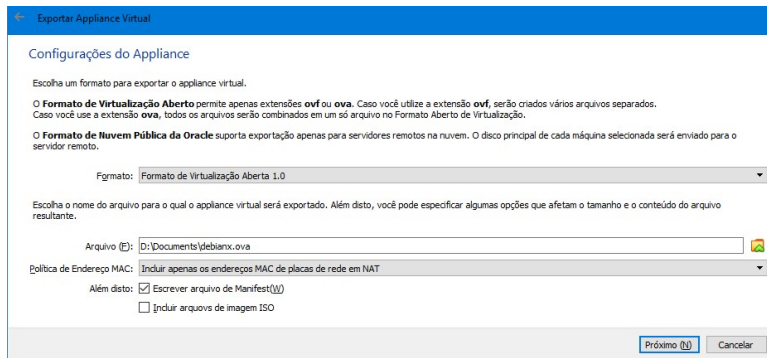 Exportar Appliance Virtual
Configurações do Appliance
Escolha um formato para exportar o appliance virtual.
O Formato de Virtualização Aberto permite apenas extensões ovf ou ova. Caso você utilize a extensão ovf, serão criados vários arquivos separados.
Caso você use a extensão ova, todos os arquivos serão combinados em um só arquivo no Formato Aberto de Virtualização.
O Formato de Nuvem Pública da Oracle suporta exportação apenas para servidores remotos na nuvem. O disco principal de cada máquina selecionada será enviado para o
servidor remoto.
Formato: Formato de Virtualização Aberta 1.0
Escolha o nome do arquivo para o qual o appliance virtual será exportado. Além disto, você pode especificar algumas opções que afetam o tamanho e o conteúdo do arquivo
resultante.
Arquivo (F): D:\Documents\debianx.ova
Política de Endereço MAC: Incluir apenas os endereços MAC de placas de rede em NAT
Além disto: Escrever arquivo de Manifest(W)
Incluir arquovs de imagem ISO
Próximo (N) Cancelar